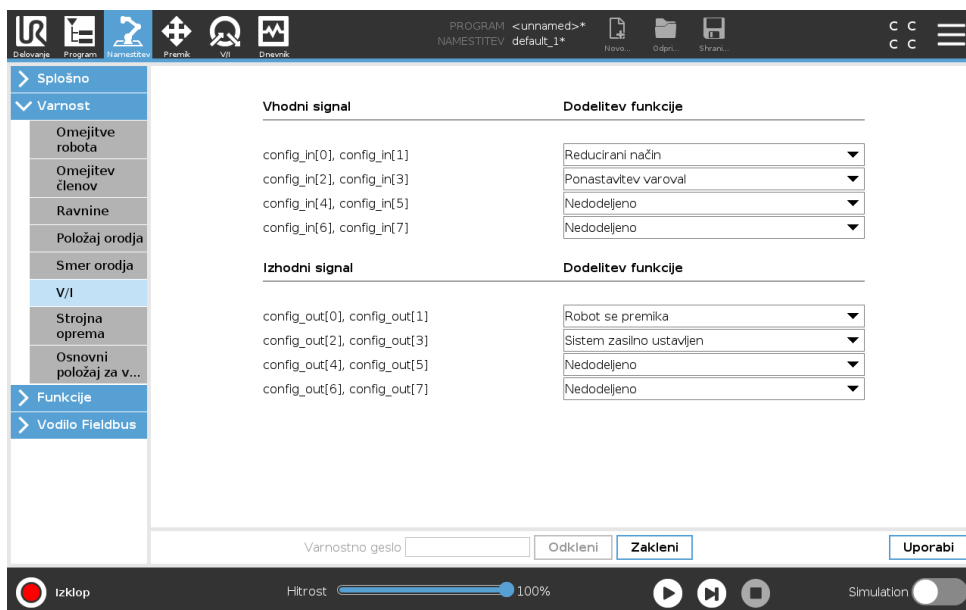 UR
Delovanje Program Namestitev Premik V/I Dnevnik
PROGRAM <unnamed>*
NAMESTITEV default_1*
Novo... Odpri... Shrani...
C C
C C
Splošno
Varnost
Omejitve
robota
Omejitev
členov
Ravnine
Položaj orodja
Smer orodja
V/I
Strojna
oprema
Osnovni
položaj za v...
Funkcije
Vodilo Fieldbus
Vhodni signal Dodelitev funkcije
config_in[0], config_in[1] Reducirani način
config_in[2], config_in[3] Ponastavitev varoval
config_in[4], config_in[5] Nedodeljeno
config_in[6], config_in[7] Nedodeljeno
Izhodni signal Dodelitev funkcije
config_out[0], config_out[1] Robot se premika
config_out[2], config_out[3] Sistem zasilno ustavljen
config_out[4], config_out[5] Nedodeljeno
config_out[6], config_out[7] Nedodeljeno
Varnostno geslo Odkleni Zakleni Uporabi
Izklop Hitrost 100% Simulation